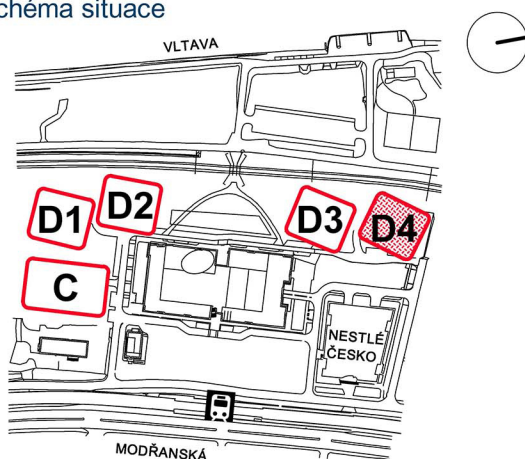 chéma situace
VLTAVA
D1
D2
D3
D4
C
NESTLÉ
ČESKO
MODŘANSKÁ